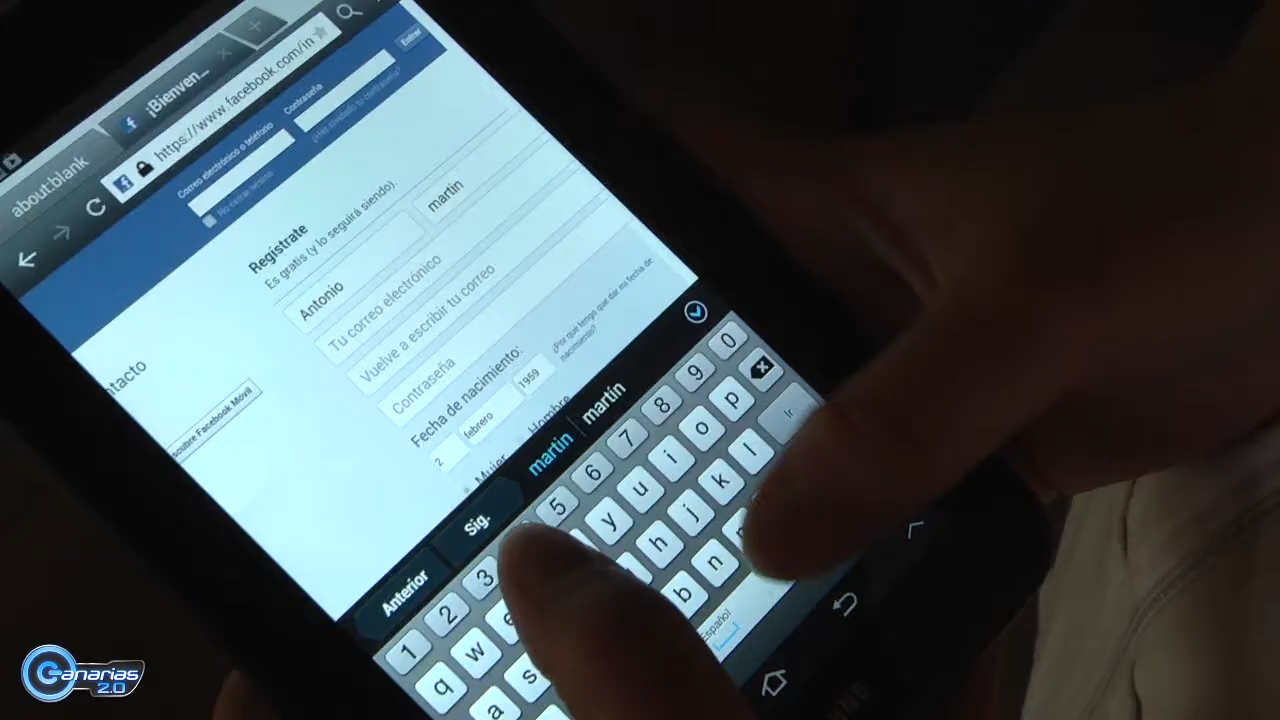 about:blank
¡Bienven...
https://www.facebook.com/in
Correo electrónico o teléfono
Contraseña
Entrar
No cerrar sesión
¿Has olvidado tu contraseña?
Regístrate
Es gratis (y lo seguirá siendo).
Antonio
martin
Tu correo electrónico
Vuelve a escribir tu correo
Contraseña
Fecha de nacimiento:
2
febrero
1959
¿Por qué tengo que dar mi fecha de
nacimiento?
Mujer
Hombre
ntacto
scubre Facebook Móvil
Anterior
Sig.
martin
martín
1 2 3 5 6 7 8 9 0
q w e y u i o p
a s h j k l Ir
b n
Español
Canarias
2.0